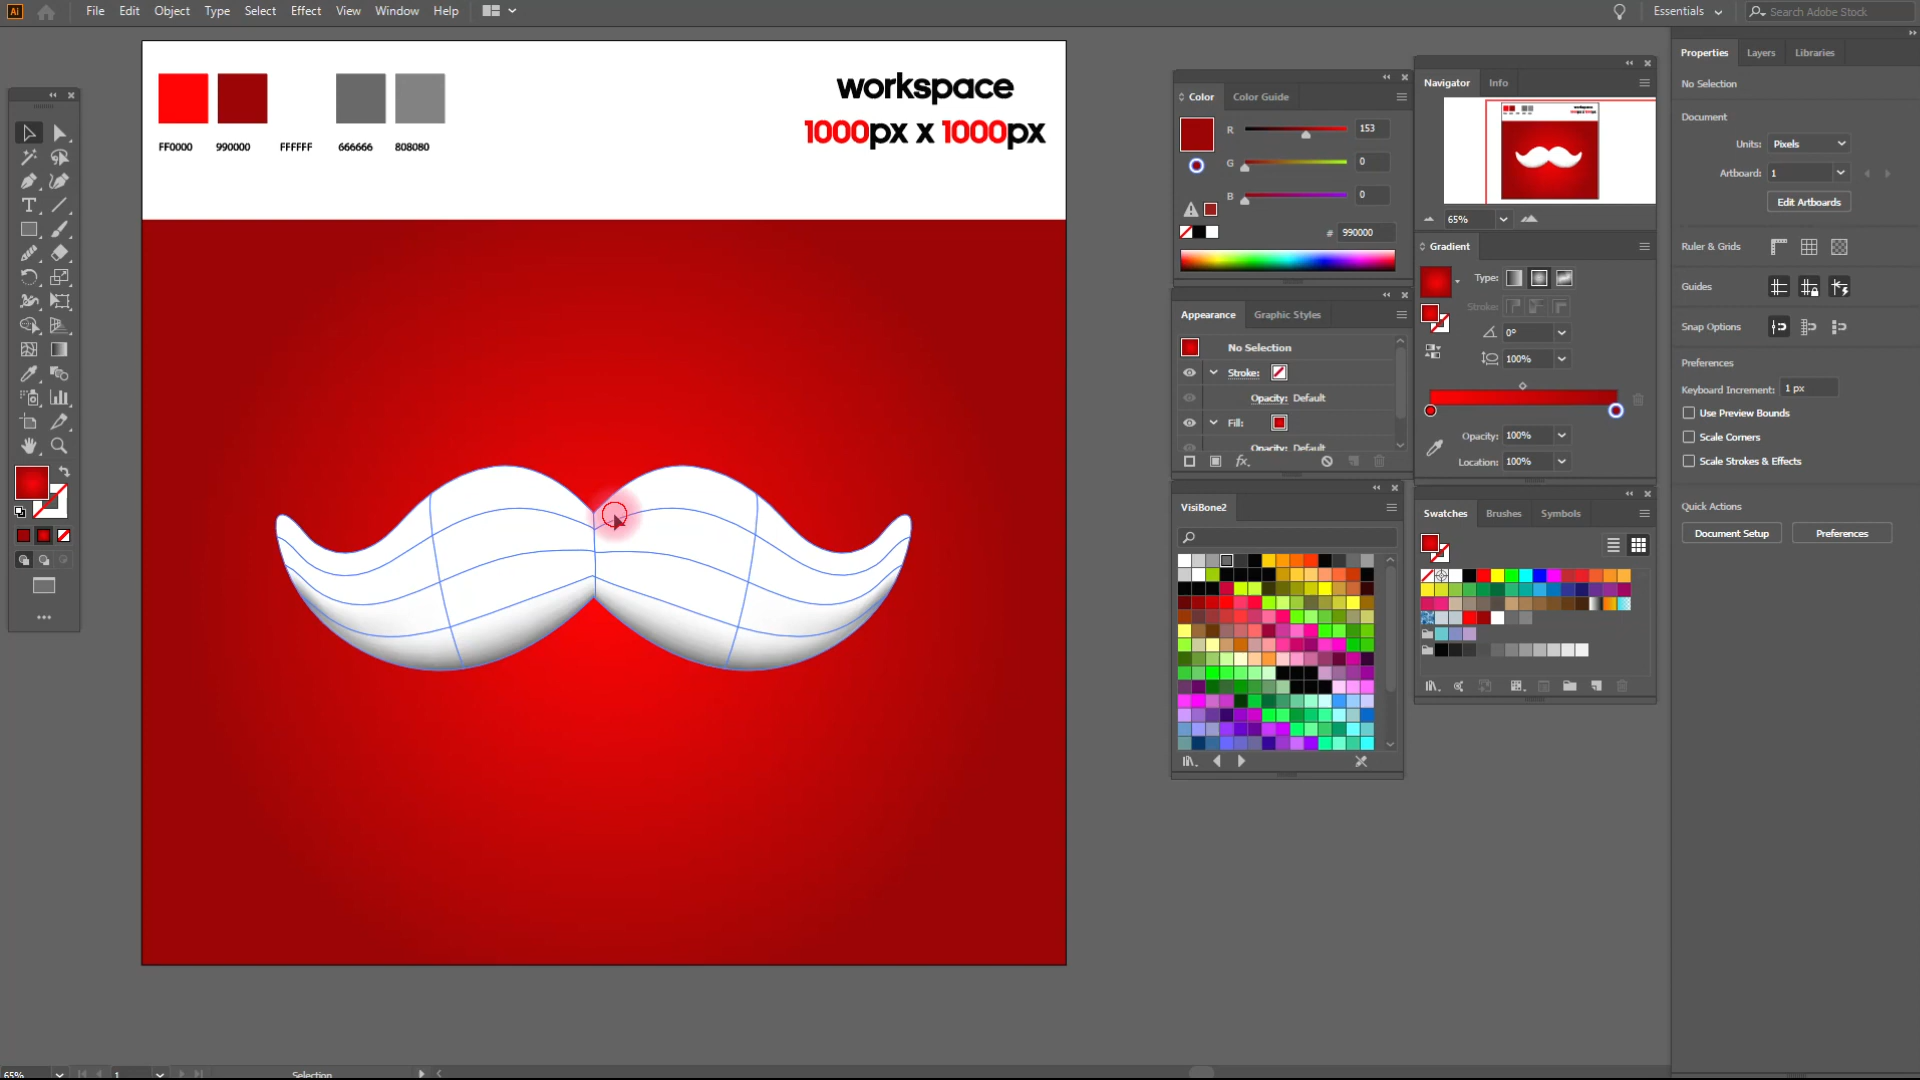 Ai File Edit Object Type Select Effect View Window Help Essentials Search Adobe Stock
workspace
1000px x 1000px
FF0000 990000 FFFFFF 666666 808080
Color Color Guide
R 153
G 0
B 0
# 990000
Appearance Graphic Styles
No Selection
Stroke:
Opacity: Default
Fill:
Opacity: Default
fx
VisiBone2
Navigator Info
65%
Gradient
Type:
Stroke:
0°
100%
Opacity: 100%
Location: 100%
Swatches Brushes Symbols
Properties Layers Libraries
No Selection
Document
Units: Pixels
Artboard: 1
Edit Artboards
Ruler & Grids
Guides
Snap Options
Preferences
Keyboard Increment: 1 px
Use Preview Bounds
Scale Corners
Scale Strokes & Effects
Quick Actions
Document Setup Preferences
65% 1 Selection